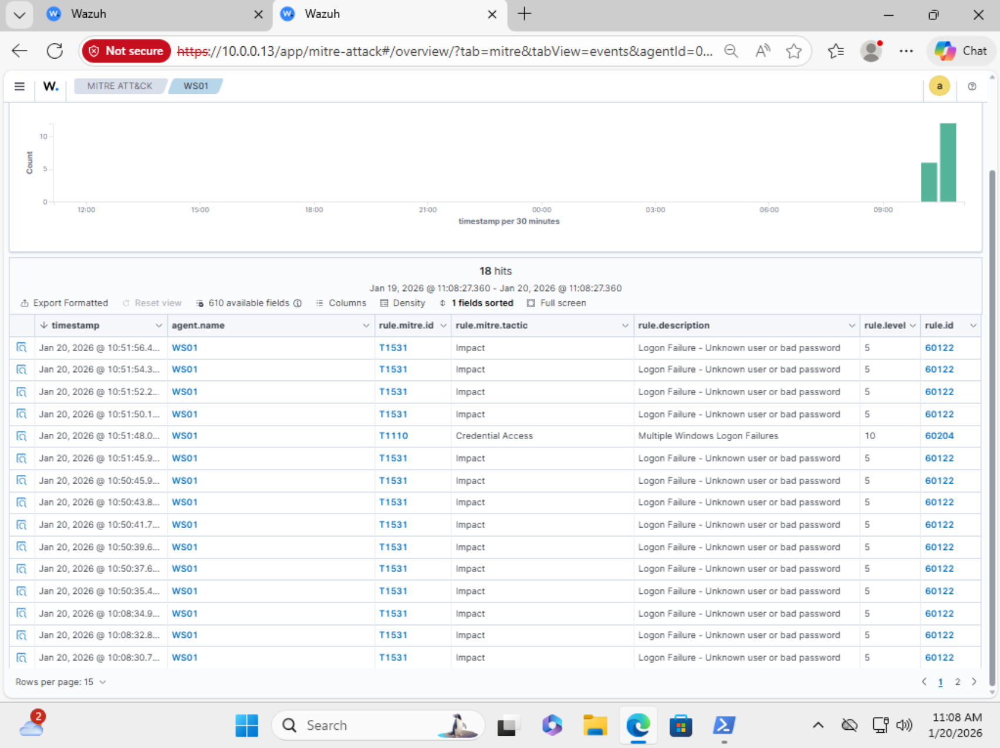 Wazuh
Wazuh
Not secure https://10.0.0.13/app/mitre-attack#/overview/?tab=mitre&tabView=events&agentId=0... Chat
W. MITRE ATT&CK WS01 a
Count
10
5
0
12:00 15:00 18:00 21:00 00:00 03:00 06:00 09:00
timestamp per 30 minutes
18 hits
Jan 19, 2026 @ 11:08:27.360 - Jan 20, 2026 @ 11:08:27.360
Export Formatted Reset view 610 available fields Columns Density 1 fields sorted Full screen
timestamp agent.name rule.mitre.id rule.mitre.tactic rule.description rule.level rule.id
Jan 20, 2026 @ 10:51:56.4... WS01 T1531 Impact Logon Failure - Unknown user or bad password 5 60122
Jan 20, 2026 @ 10:51:54.3... WS01 T1531 Impact Logon Failure - Unknown user or bad password 5 60122
Jan 20, 2026 @ 10:51:52.2... WS01 T1531 Impact Logon Failure - Unknown user or bad password 5 60122
Jan 20, 2026 @ 10:51:50.1... WS01 T1531 Impact Logon Failure - Unknown user or bad password 5 60122
Jan 20, 2026 @ 10:51:48.0... WS01 T1110 Credential Access Multiple Windows Logon Failures 10 60204
Jan 20, 2026 @ 10:51:45.9... WS01 T1531 Impact Logon Failure - Unknown user or bad password 5 60122
Jan 20, 2026 @ 10:50:45.9... WS01 T1531 Impact Logon Failure - Unknown user or bad password 5 60122
Jan 20, 2026 @ 10:50:43.8... WS01 T1531 Impact Logon Failure - Unknown user or bad password 5 60122
Jan 20, 2026 @ 10:50:41.7... WS01 T1531 Impact Logon Failure - Unknown user or bad password 5 60122
Jan 20, 2026 @ 10:50:39.6... WS01 T1531 Impact Logon Failure - Unknown user or bad password 5 60122
Jan 20, 2026 @ 10:50:37.6... WS01 T1531 Impact Logon Failure - Unknown user or bad password 5 60122
Jan 20, 2026 @ 10:50:35.4... WS01 T1531 Impact Logon Failure - Unknown user or bad password 5 60122
Jan 20, 2026 @ 10:08:34.9... WS01 T1531 Impact Logon Failure - Unknown user or bad password 5 60122
Jan 20, 2026 @ 10:08:32.8... WS01 T1531 Impact Logon Failure - Unknown user or bad password 5 60122
Jan 20, 2026 @ 10:08:30.7... WS01 T1531 Impact Logon Failure - Unknown user or bad password 5 60122
Rows per page: 15 1 2
2 Search 11:08 AM
1/20/2026